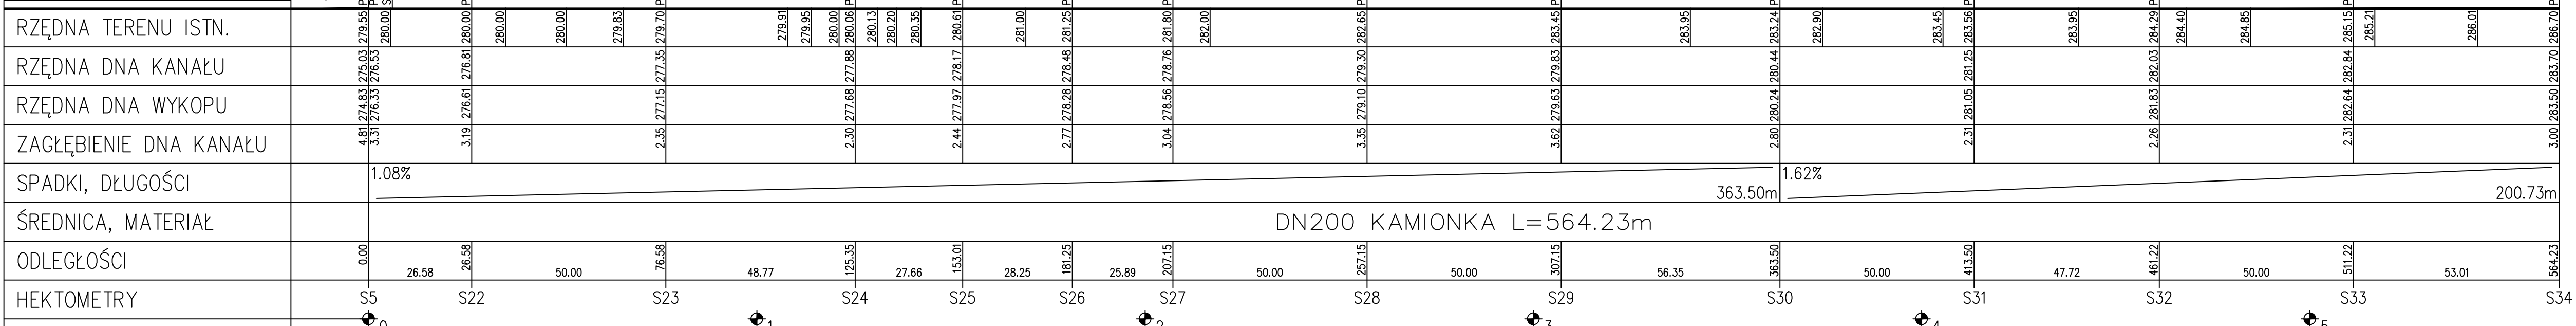 RZĘDNA TERENU ISTN. 279.55 280.00 280.00 280.00 280.00 279.83 279.70 279.91 279.95 280.00 280.06 280.13 280.20 280.35 280.61 281.00 281.25 281.80 282.00 282.65 283.45 283.95 283.24 282.90 283.45 283.56 283.95 284.29 284.40 284.85 285.15 285.21 286.01 286.70
RZĘDNA DNA KANAŁU 275.03 276.53 276.81 277.35 277.88 278.17 278.48 278.76 279.30 279.83 280.44 281.25 282.03 282.84 283.70
RZĘDNA DNA WYKOPU 274.83 276.33 276.61 277.15 277.68 277.97 278.28 278.56 279.10 279.63 280.24 281.05 281.83 282.64 283.50
ZAGŁĘBIENIE DNA KANAŁU 4.81 3.31 3.19 2.35 2.30 2.44 2.77 3.04 3.35 3.62 2.80 2.31 2.26 2.31 3.00
SPADKI, DŁUGOŚCI 1.08% 363.50m 1.62% 200.73m
ŚREDNICA, MATERIAŁ DN200 KAMIONKA L=564.23m
ODLEGŁOŚCI 0.00 26.58 26.58 50.00 76.58 48.77 125.35 27.66 153.01 28.25 181.25 25.89 207.15 50.00 257.15 50.00 307.15 56.35 363.50 50.00 413.50 47.72 461.22 50.00 511.22 53.01 564.23
HEKTOMETRY S5 S22 S23 S24 S25 S26 S27 S28 S29 S30 S31 S32 S33 S34
0 1 2 3 4 5